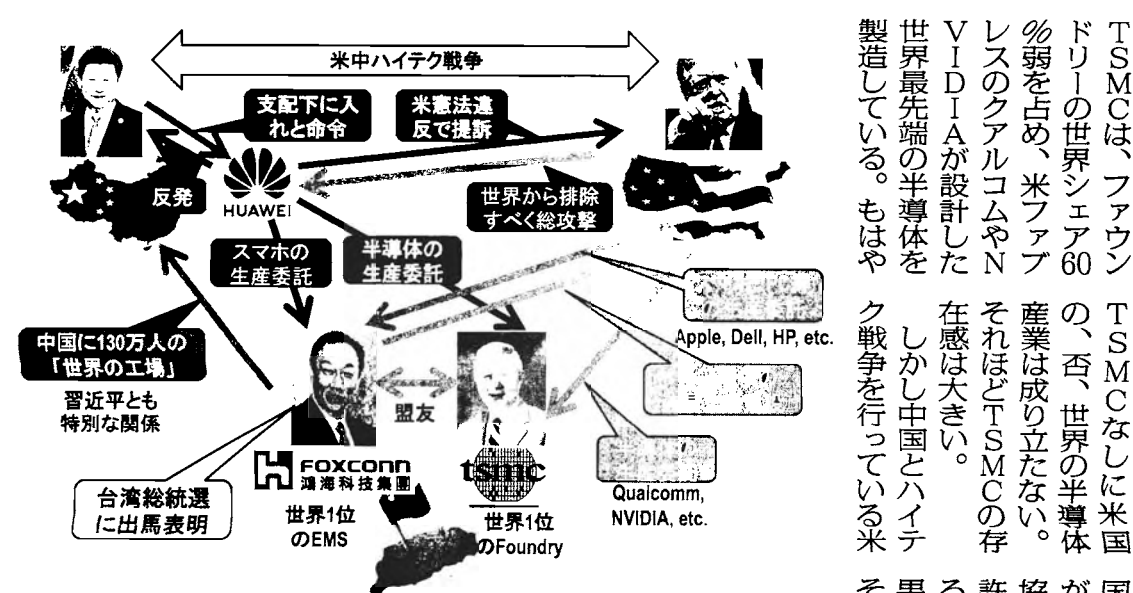 米中ハイテク戦争
支配下に入
れと命令
米憲法違
反で提訴
反発
HUAWEI
世界から排除
すべく総攻撃
スマホの
生産委託
半導体の
生産委託
中国に130万人の
「世界の工場」
習近平とも
特別な関係
Apple, Dell, HP, etc.
盟友
台湾総統選
に出馬表明
FOXCONN
鴻海科技集團
世界1位
のEMS
tsmc
世界1位
のFoundry
Qualcomm,
NVIDIA, etc.
TSMCは、ファウン
ドリーの世界シェア60
%弱を占め、米ファブ
レスのクアルコムやN
VIDIAが設計した
世界最先端の半導体を
製造している。もはや
TSMCなしに米国
の、否、世界の半導体
産業は成り立たない。
それほどTSMCの存
在感は大きい。
しかし中国とハイテ
ク戦争を行っている米